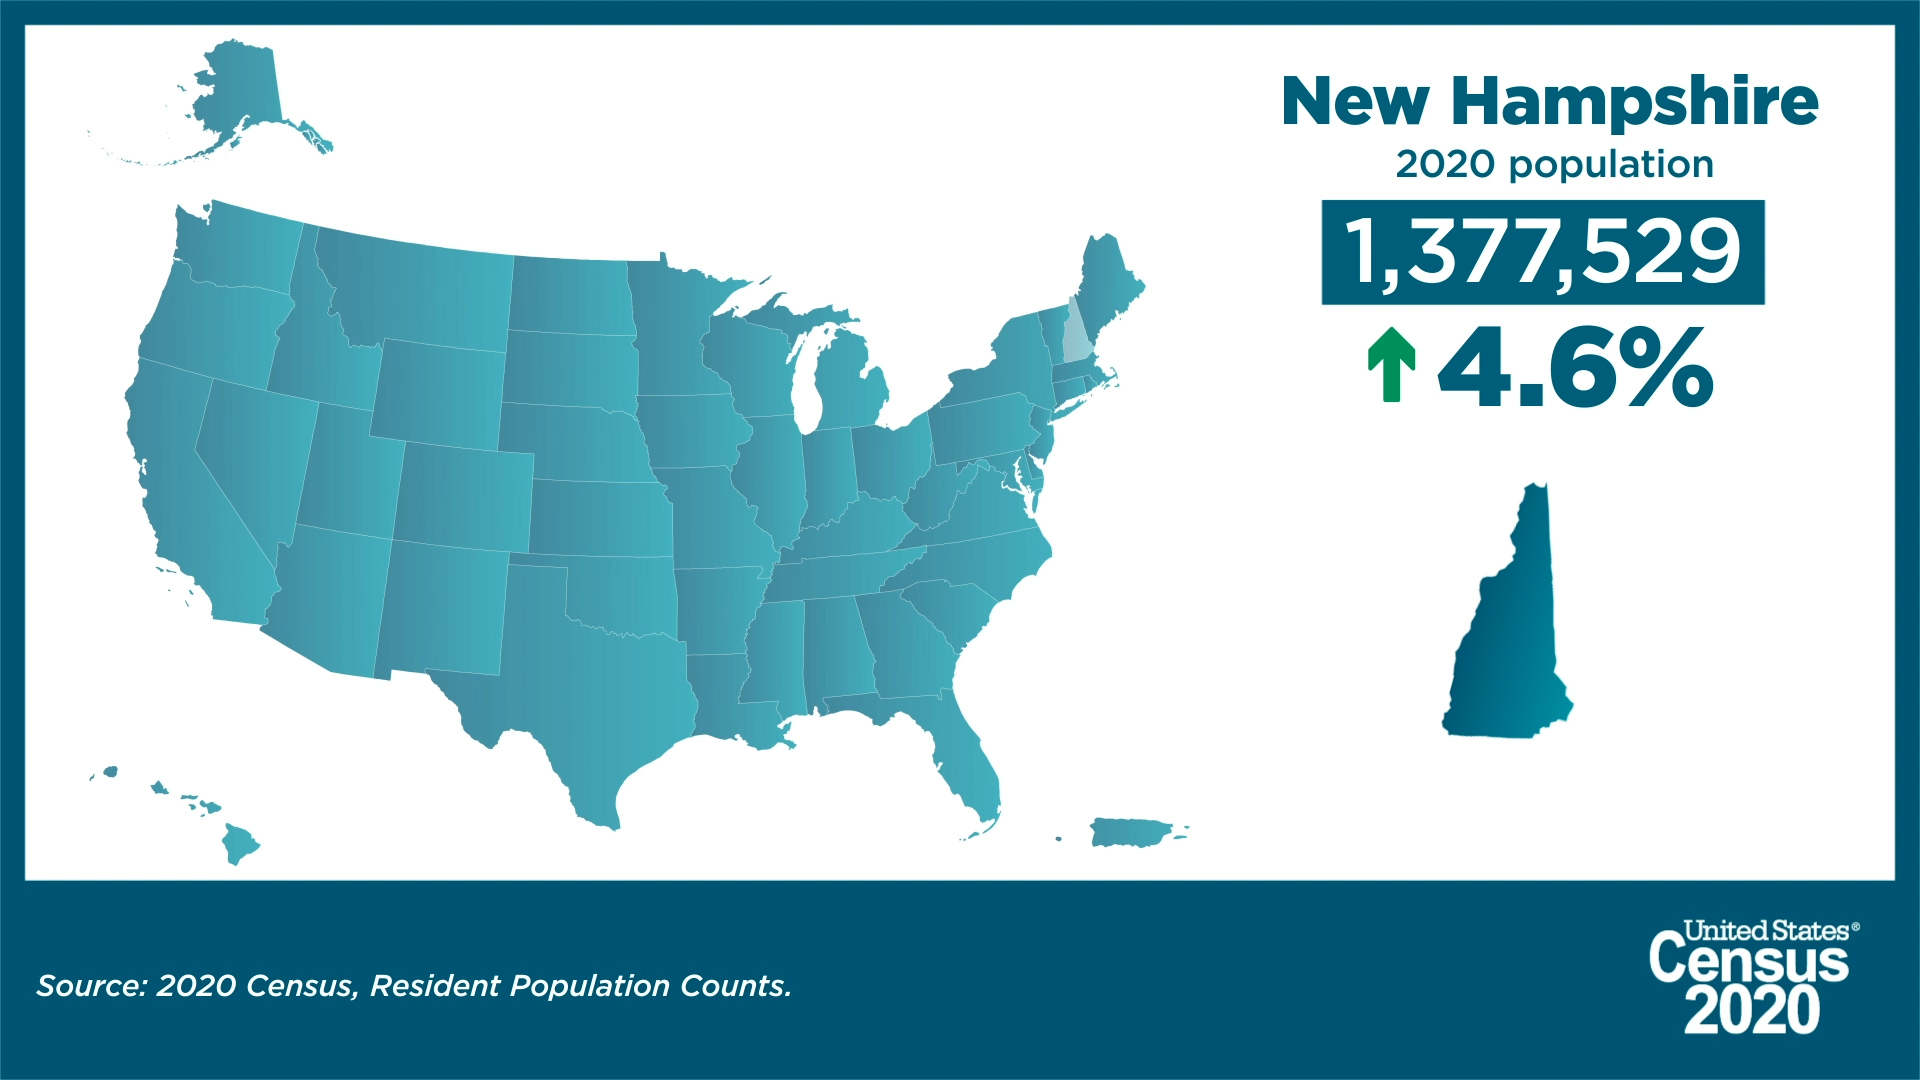 New Hampshire
2020 population
1,377,529
4.6%
Source: 2020 Census, Resident Population Counts.
United States®
Census
2020